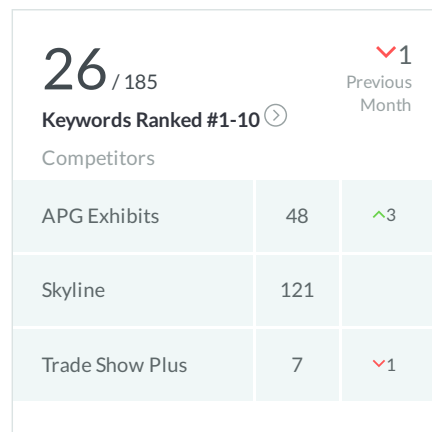 26 / 185
1
Previous
Month
Keywords Ranked #1-10
Competitors
APG Exhibits 48 3
Skyline 121
Trade Show Plus 7 1